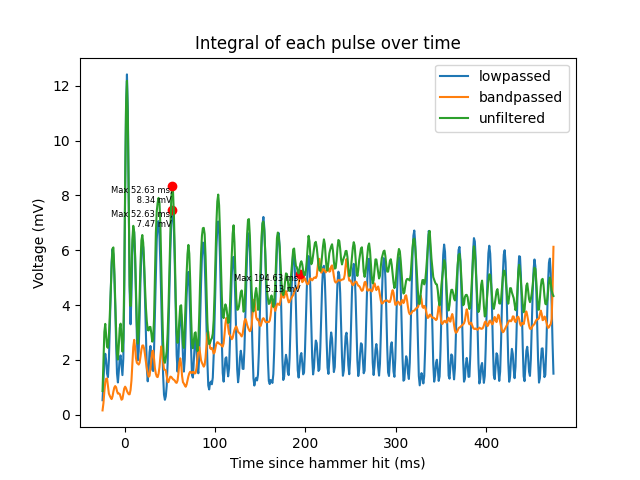 Integral of each pulse over time
lowpassed
bandpassed
unfiltered
Max 52.63 ms,
8.34 mV
Max 52.63 ms,
7.47 mV
Max 194.63 ms,
5.13 mV
Voltage (mV)
12
10
8
6
4
2
0
0
100
200
300
400
Time since hammer hit (ms)